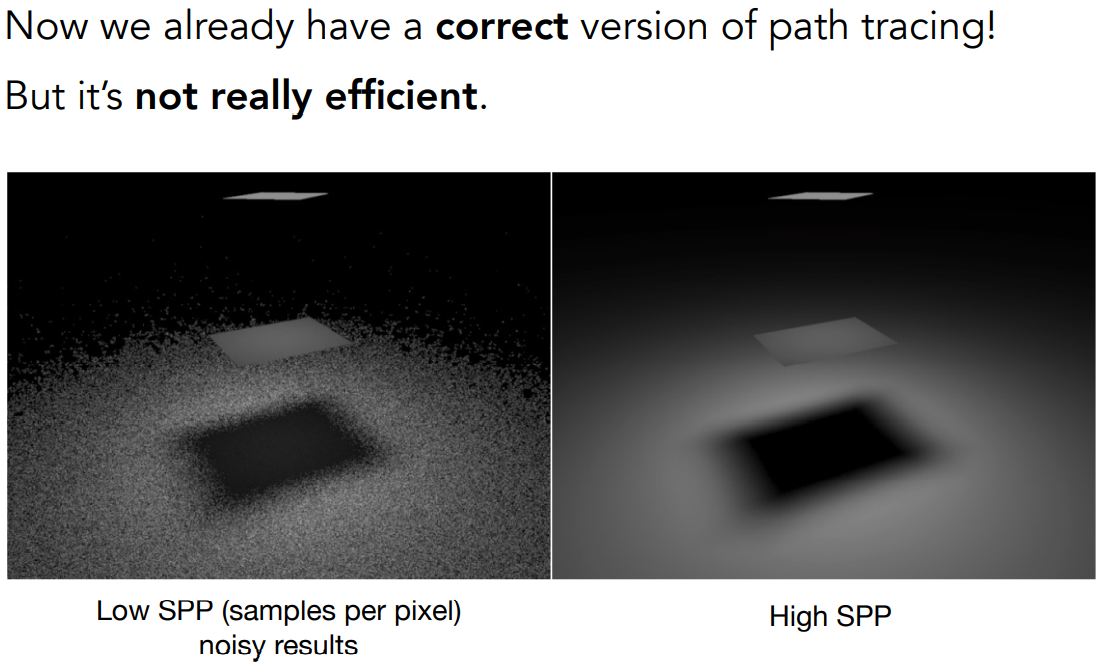 Now we already have a correct version of path tracing!
But it’s not really efficient.
Low SPP (samples per pixel)
noisy results
High SPP